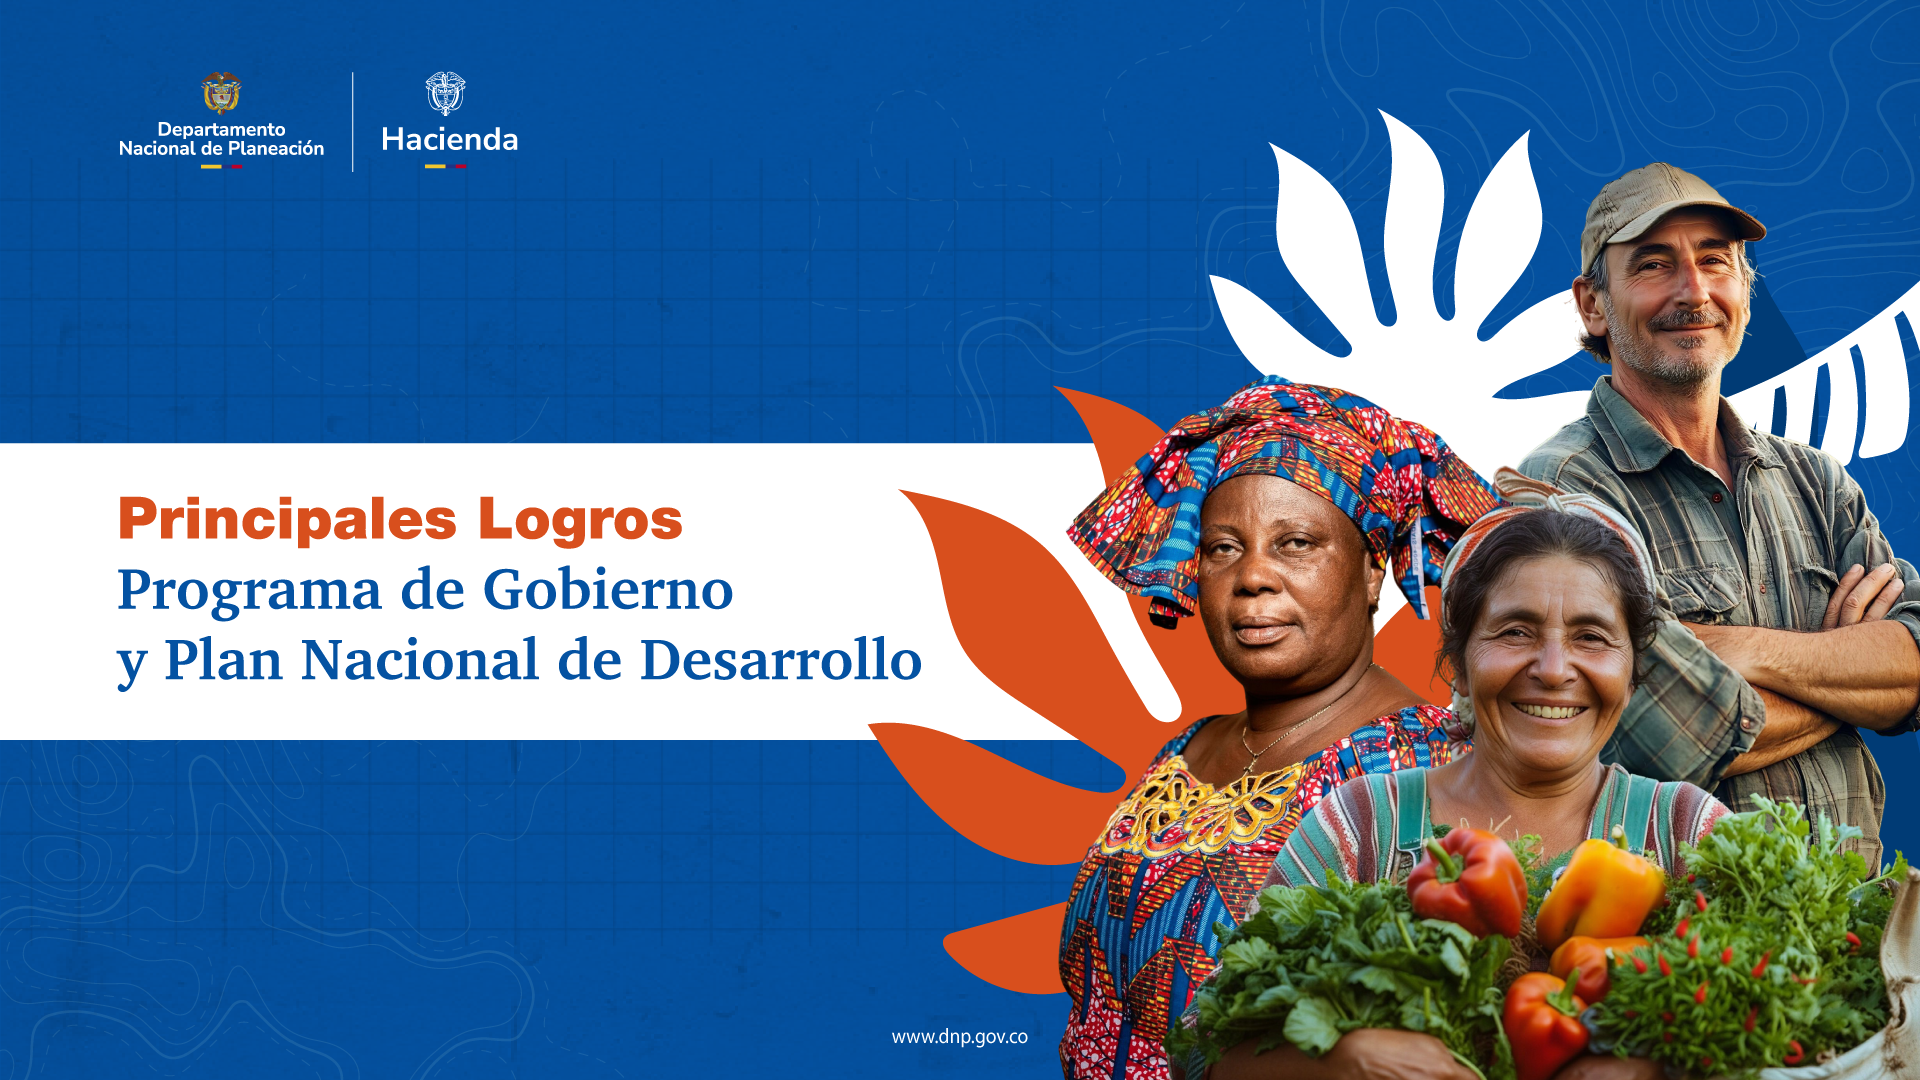 Departamento
Nacional de Planeación
Hacienda
Principales Logros
Programa de Gobierno
y Plan Nacional de Desarrollo
www.dnp.gov.co